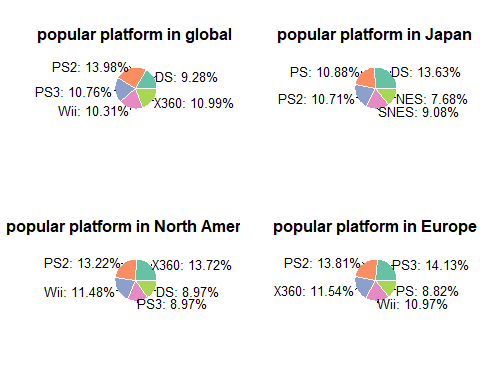 popular platform in global
PS2: 13.98%
DS: 9.28%
PS3: 10.76%
X360: 10.99%
Wii: 10.31%
popular platform in Japan
PS: 10.88%
DS: 13.63%
PS2: 10.71%
NES: 7.68%
SNES: 9.08%
popular platform in North Amer
PS2: 13.22%
X360: 13.72%
Wii: 11.48%
DS: 8.97%
PS3: 8.97%
popular platform in Europe
PS2: 13.81%
PS3: 14.13%
X360: 11.54%
PS: 8.82%
Wii: 10.97%